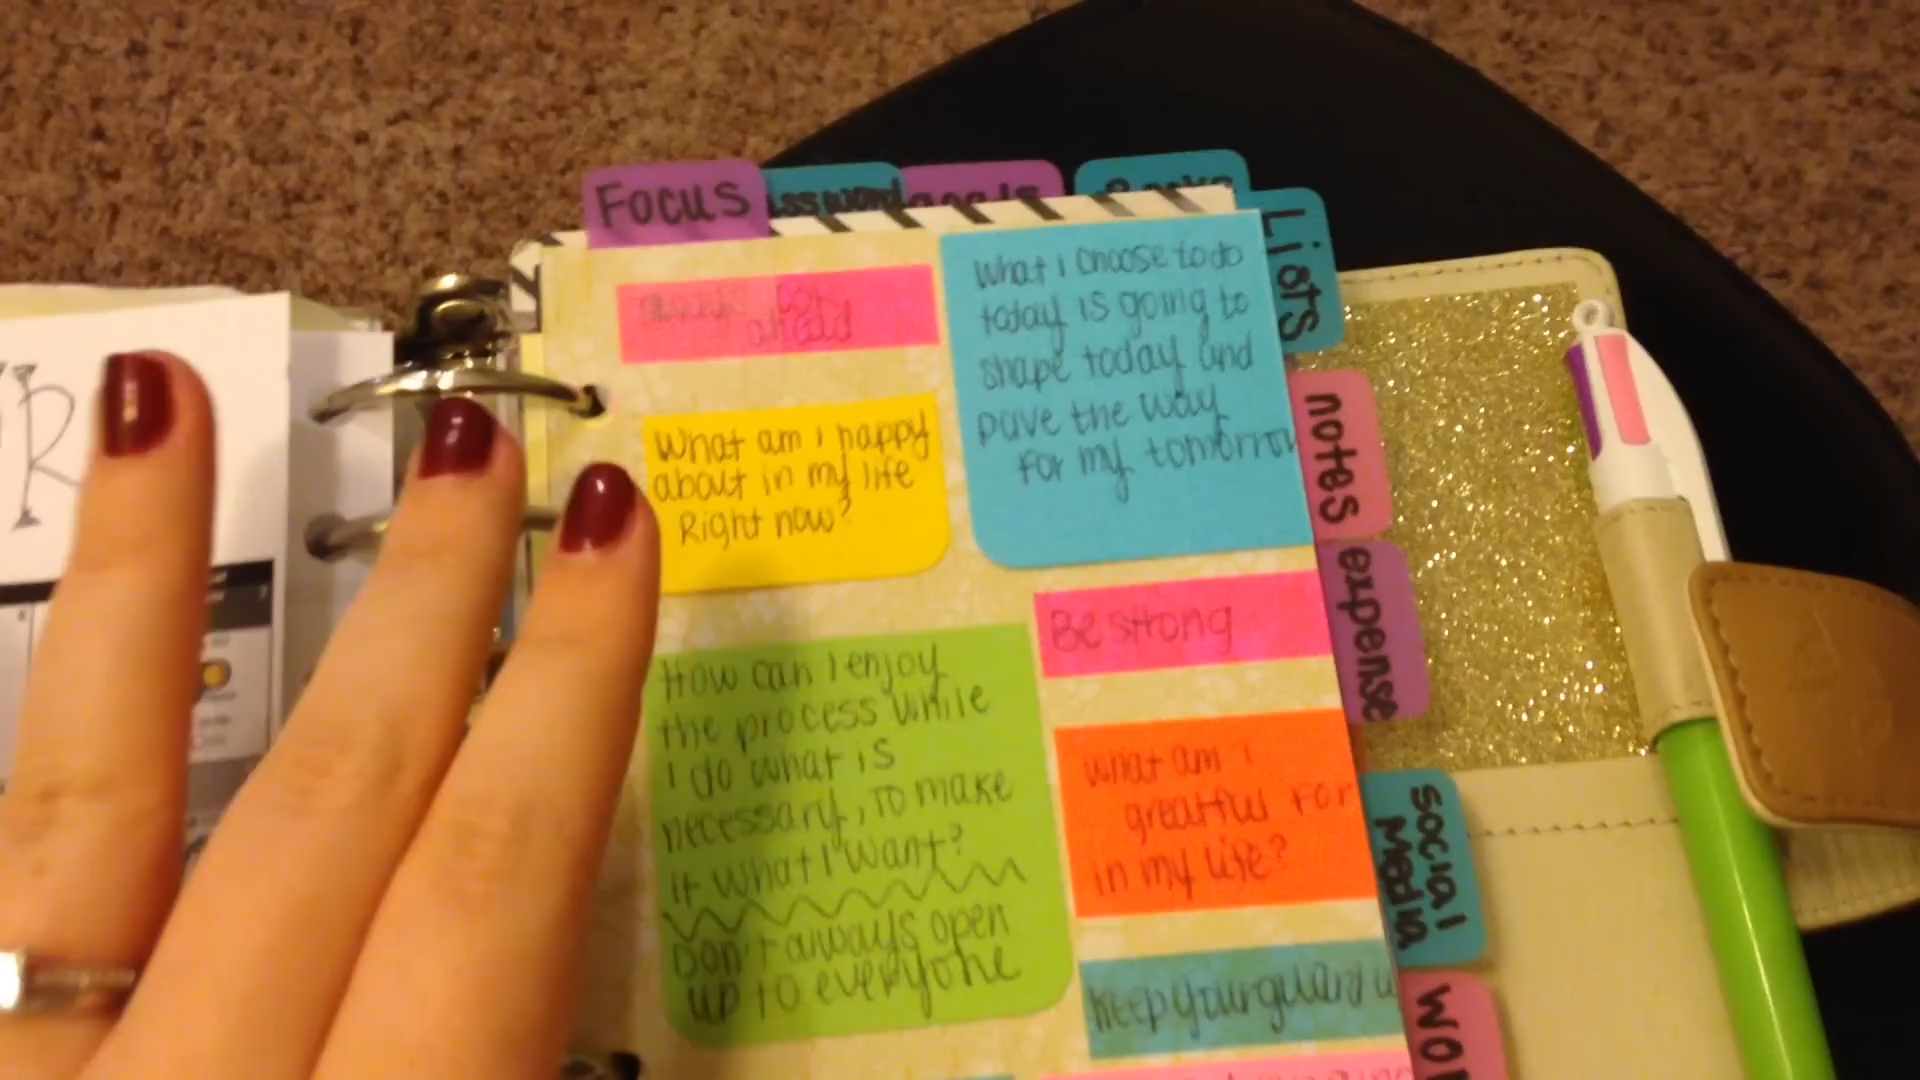 Focus
Lists
notes
expense
social
Media
ahead
What I choose to do
today is going to
shape today and
pave the way
for my tomorrow
What am i happy
about in my life
Right now?
Be strong
How can I enjoy
the process while
I do what is
necessary, to make
it what I want?
Don't always open
up to everyone
what am i
greatful for
in my life?
keep your guard u
R